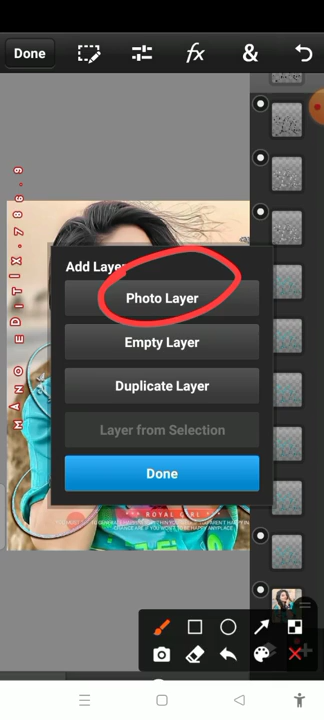 Done
fx
&
MANO EDITIX.786.9
Add Layer
Photo Layer
Empty Layer
Duplicate Layer
Layer from Selection
Done
*** ROYAL GIRL ***